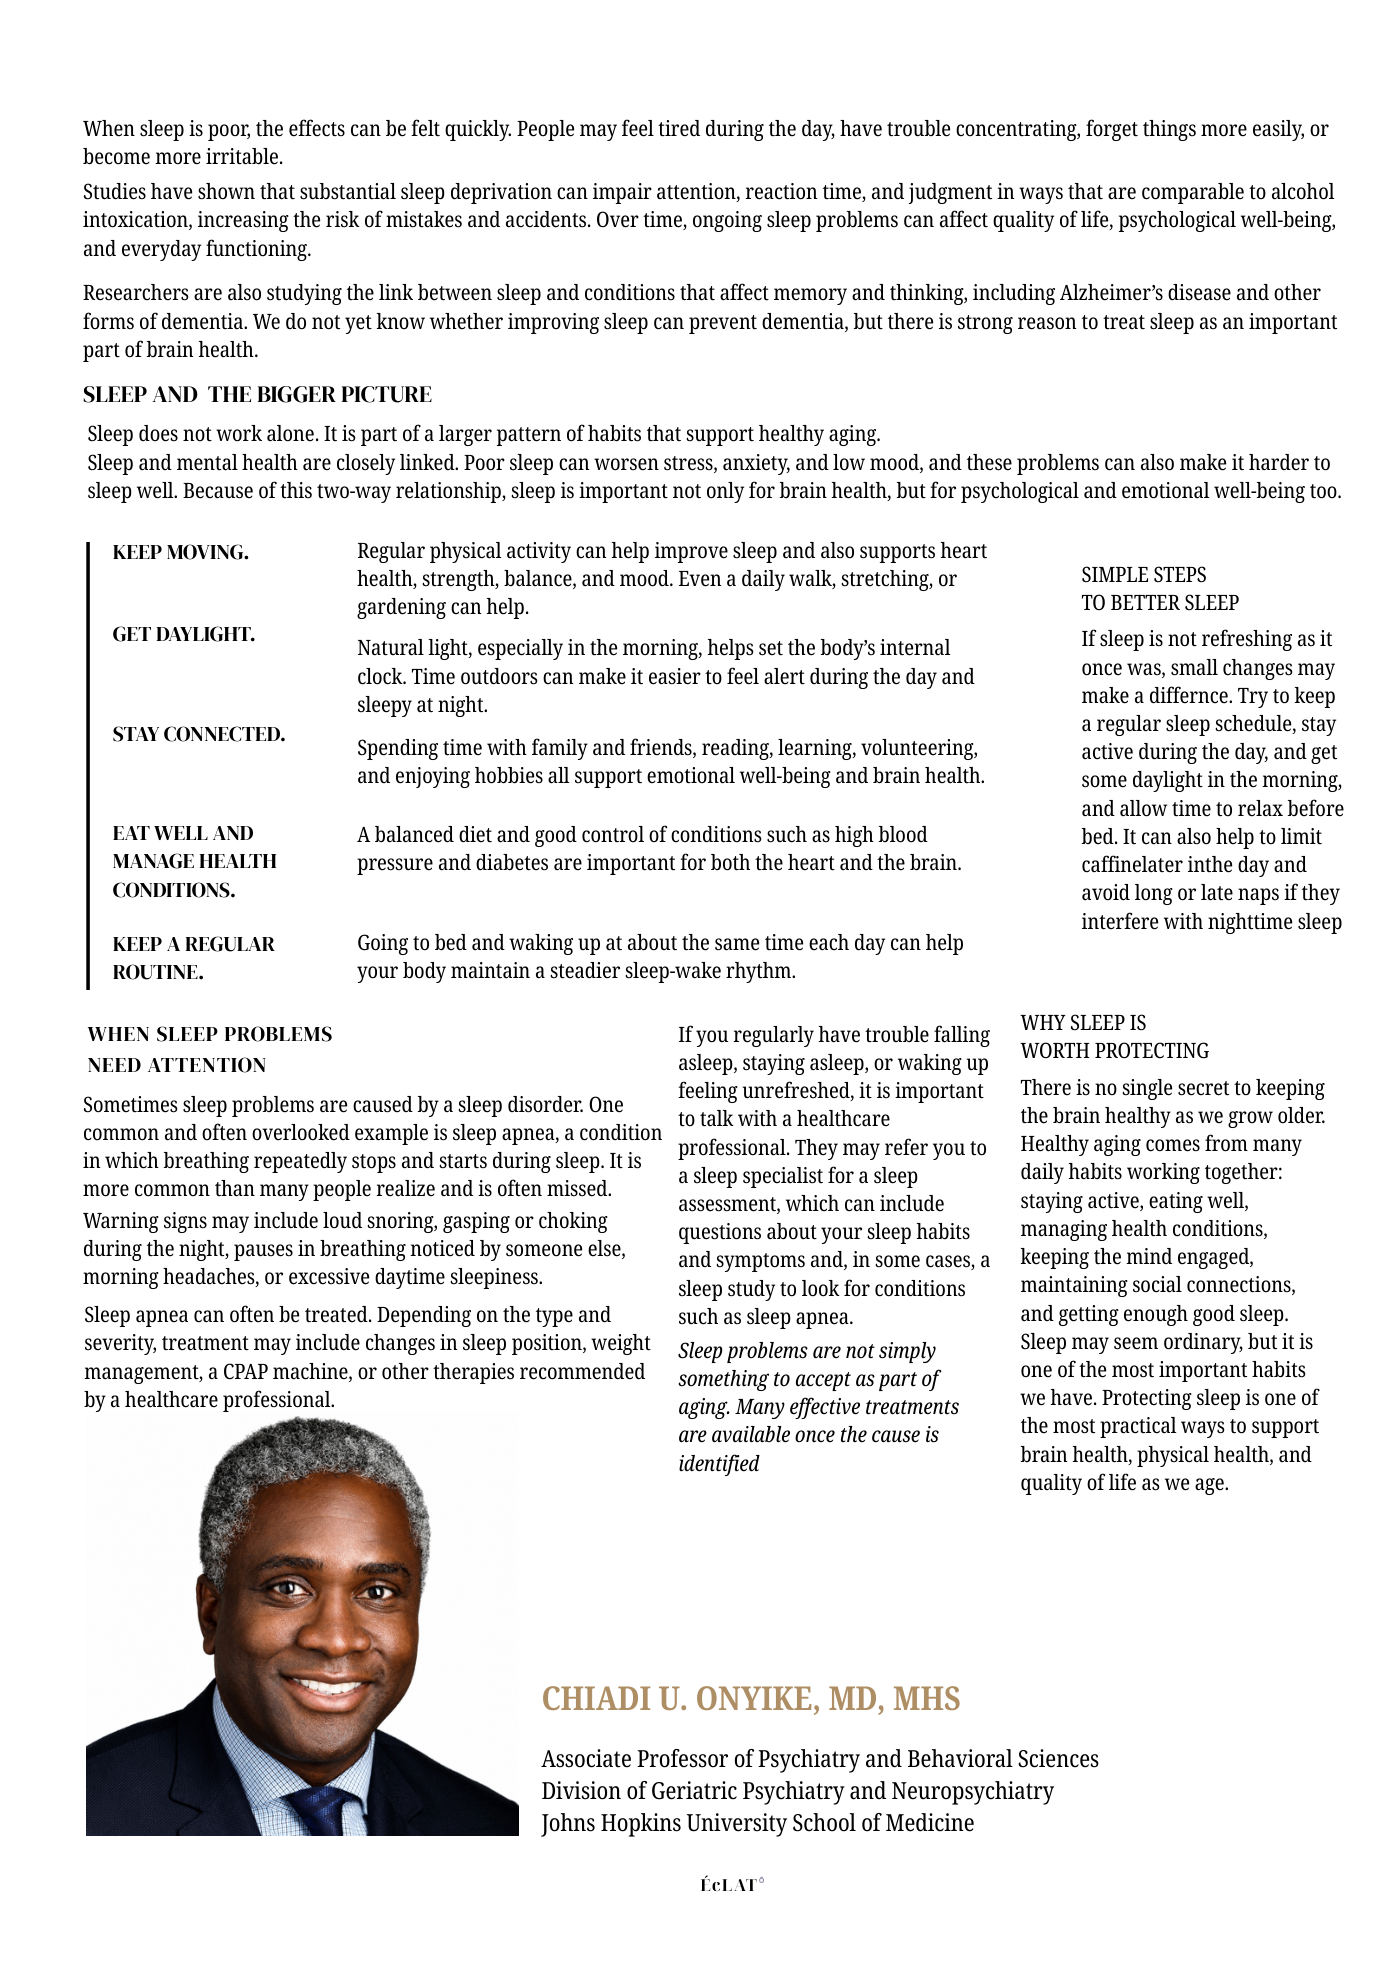 When sleep is poor, the effects can be felt quickly. People may feel tired during the day, have trouble concentrating, forget things more easily, or
become more irritable.
Studies have shown that substantial sleep deprivation can impair attention, reaction time, and judgment in ways that are comparable to alcohol
intoxication, increasing the risk of mistakes and accidents. Over time, ongoing sleep problems can affect quality of life, psychological well-being,
and everyday functioning.
Researchers are also studying the link between sleep and conditions that affect memory and thinking, including Alzheimer’s disease and other
forms of dementia. We do not yet know whether improving sleep can prevent dementia, but there is strong reason to treat sleep as an important
part of brain health.
SLEEP AND THE BIGGER PICTURE
Sleep does not work alone. It is part of a larger pattern of habits that support healthy aging.
Sleep and mental health are closely linked. Poor sleep can worsen stress, anxiety, and low mood, and these problems can also make it harder to
sleep well. Because of this two-way relationship, sleep is important not only for brain health, but for psychological and emotional well-being too.
KEEP MOVING.
Regular physical activity can help improve sleep and also supports heart
health, strength, balance, and mood. Even a daily walk, stretching, or
gardening can help.
GET DAYLIGHT.
Natural light, especially in the morning, helps set the body’s internal
clock. Time outdoors can make it easier to feel alert during the day and
sleepy at night.
STAY CONNECTED.
Spending time with family and friends, reading, learning, volunteering,
and enjoying hobbies all support emotional well-being and brain health.
EAT WELL AND
MANAGE HEALTH
CONDITIONS.
A balanced diet and good control of conditions such as high blood
pressure and diabetes are important for both the heart and the brain.
KEEP A REGULAR
ROUTINE.
Going to bed and waking up at about the same time each day can help
your body maintain a steadier sleep-wake rhythm.
SIMPLE STEPS
TO BETTER SLEEP
If sleep is not refreshing as it
once was, small changes may
make a differnce. Try to keep
a regular sleep schedule, stay
active during the day, and get
some daylight in the morning,
and allow time to relax before
bed. It can also help to limit
caffinelater inthe day and
avoid long or late naps if they
interfere with nighttime sleep
WHEN SLEEP PROBLEMS
NEED ATTENTION
Sometimes sleep problems are caused by a sleep disorder. One
common and often overlooked example is sleep apnea, a condition
in which breathing repeatedly stops and starts during sleep. It is
more common than many people realize and is often missed.
Warning signs may include loud snoring, gasping or choking
during the night, pauses in breathing noticed by someone else,
morning headaches, or excessive daytime sleepiness.
Sleep apnea can often be treated. Depending on the type and
severity, treatment may include changes in sleep position, weight
management, a CPAP machine, or other therapies recommended
by a healthcare professional.
If you regularly have trouble falling
asleep, staying asleep, or waking up
feeling unrefreshed, it is important
to talk with a healthcare
professional. They may refer you to
a sleep specialist for a sleep
assessment, which can include
questions about your sleep habits
and symptoms and, in some cases, a
sleep study to look for conditions
such as sleep apnea.
Sleep problems are not simply
something to accept as part of
aging. Many effective treatments
are available once the cause is
identified
WHY SLEEP IS
WORTH PROTECTING
There is no single secret to keeping
the brain healthy as we grow older.
Healthy aging comes from many
daily habits working together:
staying active, eating well,
managing health conditions,
keeping the mind engaged,
maintaining social connections,
and getting enough good sleep.
Sleep may seem ordinary, but it is
one of the most important habits
we have. Protecting sleep is one of
the most practical ways to support
brain health, physical health, and
quality of life as we age.
CHIADI U. ONYIKE, MD, MHS
Associate Professor of Psychiatry and Behavioral Sciences
Division of Geriatric Psychiatry and Neuropsychiatry
Johns Hopkins University School of Medicine
ÉcLAT